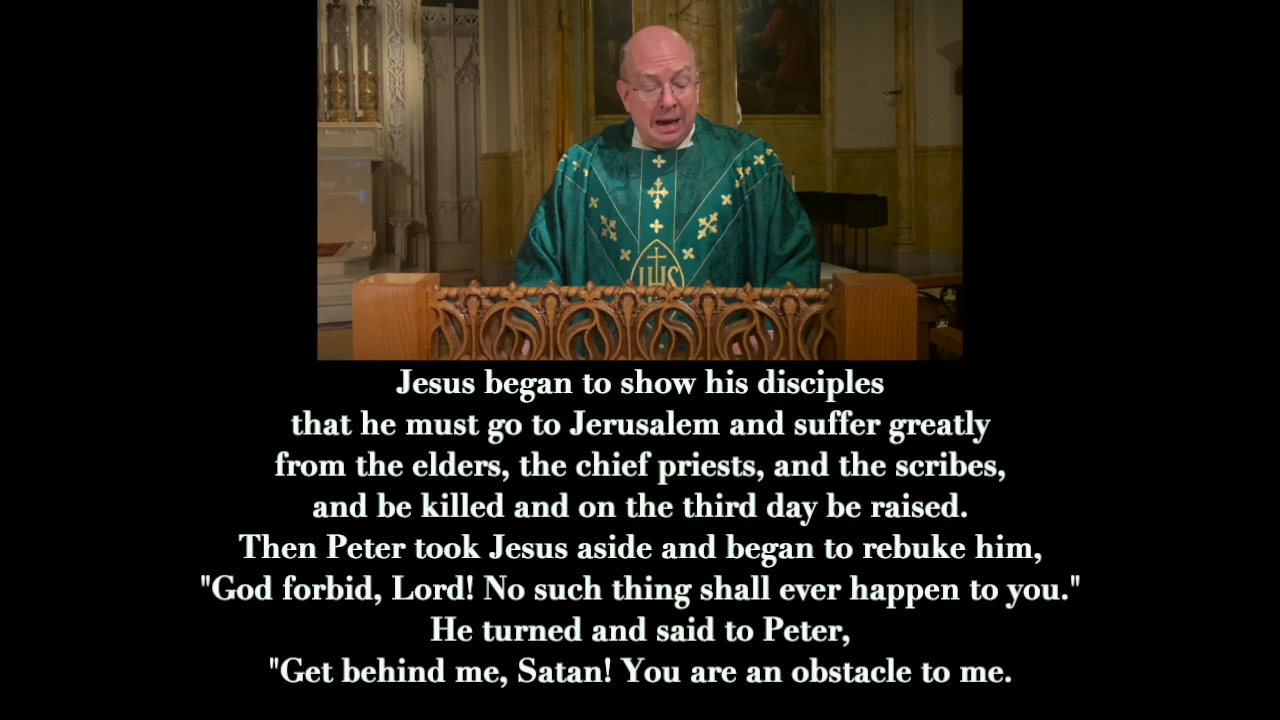 IHS
Jesus began to show his disciples
that he must go to Jerusalem and suffer greatly
from the elders, the chief priests, and the scribes,
and be killed and on the third day be raised.
Then Peter took Jesus aside and began to rebuke him,
"God forbid, Lord! No such thing shall ever happen to you."
He turned and said to Peter,
"Get behind me, Satan! You are an obstacle to me.